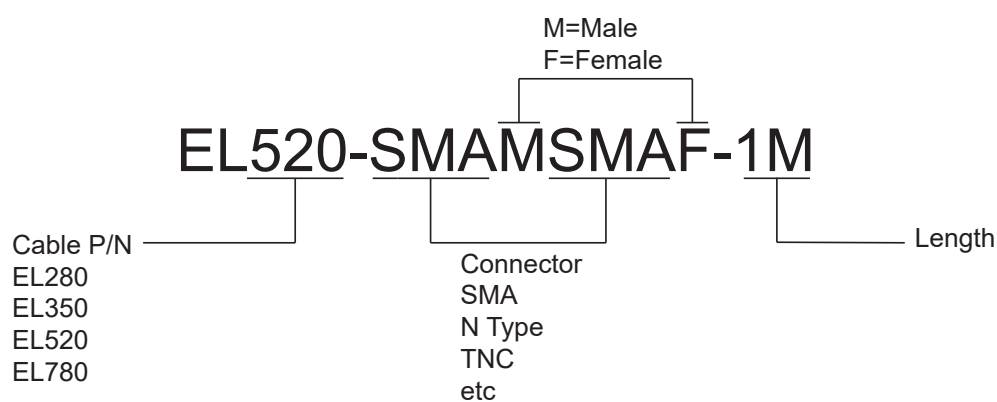 M=Male
F=Female
EL520-SMAMSMAF-1M
Cable P/N
EL280
EL350
EL520
EL780
Connector
SMA
N Type
TNC
etc
Length